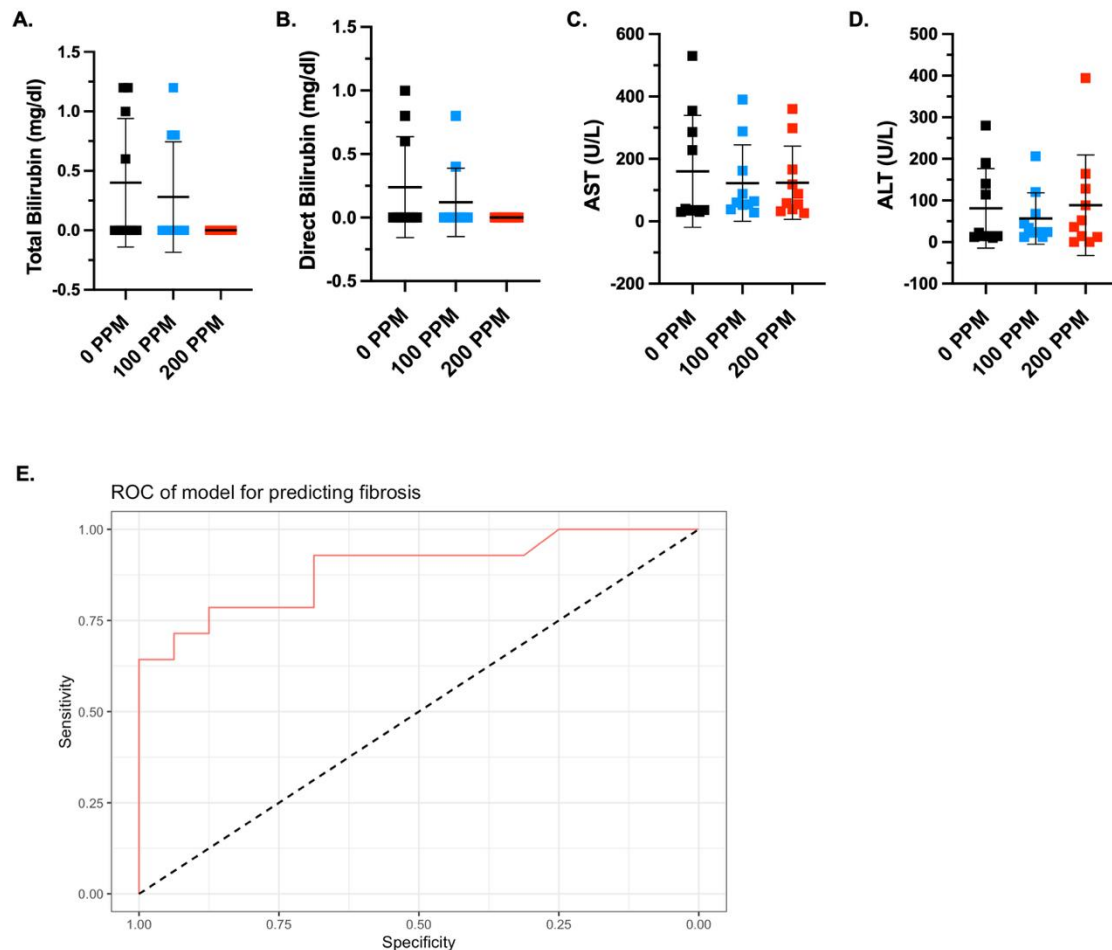 A.
Total Bilirubin (mg/dl)
1.5
1.0
0.5
0.0
-0.5
0 PPM
100 PPM
200 PPM
B.
Direct Bilirubin (mg/dl)
1.5
1.0
0.5
0.0
-0.5
0 PPM
100 PPM
200 PPM
C.
AST (U/L)
600
400
200
0
-200
0 PPM
100 PPM
200 PPM
D.
ALT (U/L)
500
400
300
200
100
0
-100
0 PPM
100 PPM
200 PPM
E.
ROC of model for predicting fibrosis
Sensitivity
1.00
0.75
0.50
0.25
0.00
1.00
0.75
0.50
0.25
0.00
Specificity